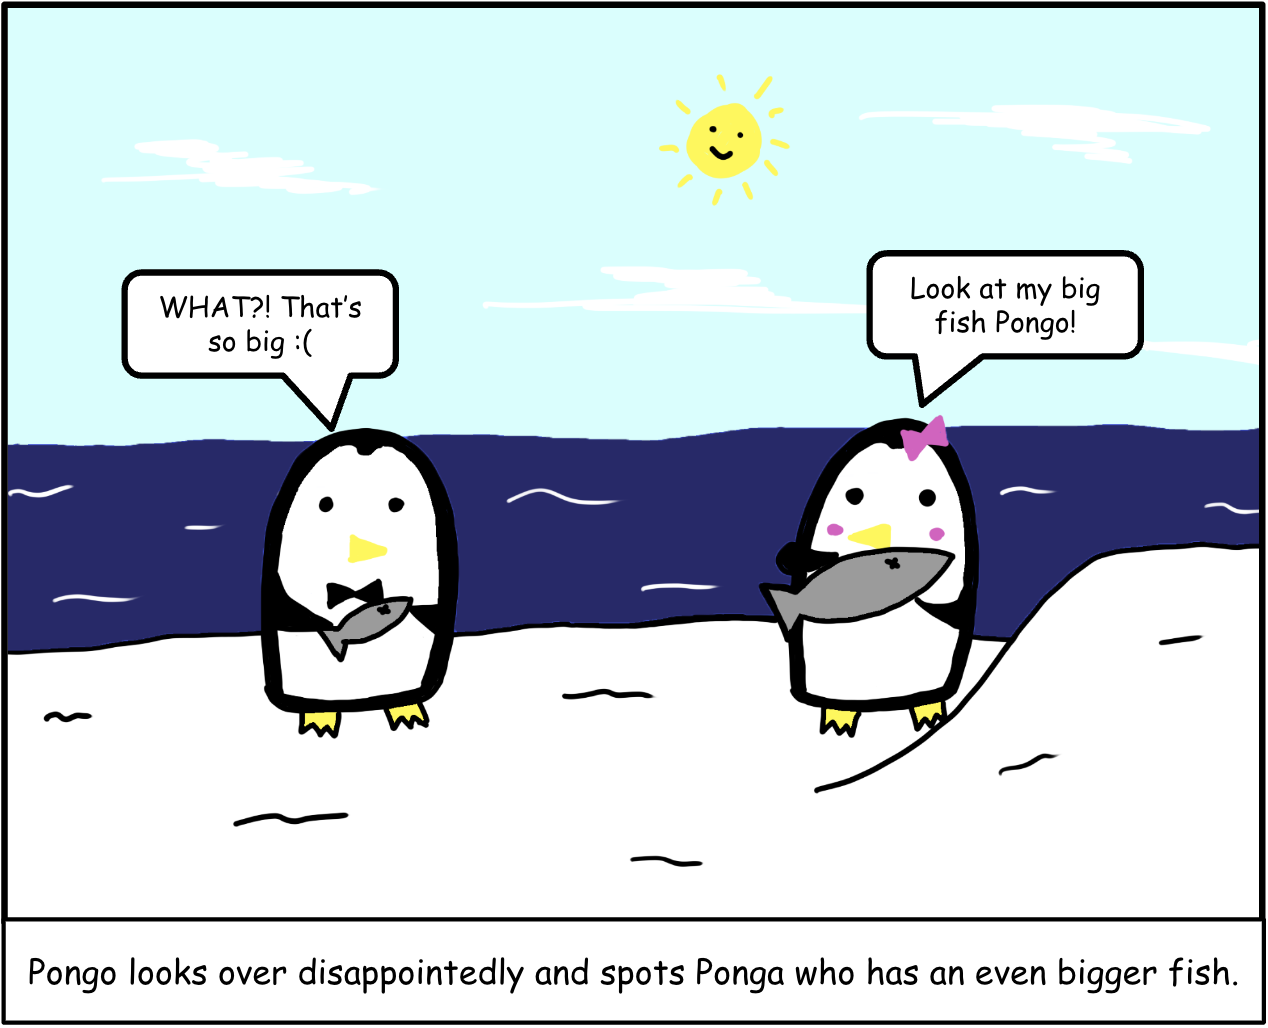 WHAT?! That's
so big :(
Look at my big
fish Pongo!
Pongo looks over disappointedly and spots Ponga who has an even bigger fish.